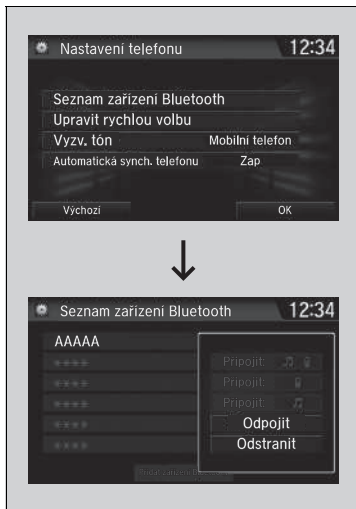 Nastavení telefonu 12:34
Seznam zařízení Bluetooth
Upravit rychlou volbu
Vyzv. tón Mobilní telefon
Automatická synch. telefonu Zap
Výchozí OK
Seznam zařízení Bluetooth 12:34
AAAAA
**** Připojit:
**** Připojit:
**** Připojit:
**** Odpojit
**** Odstranit